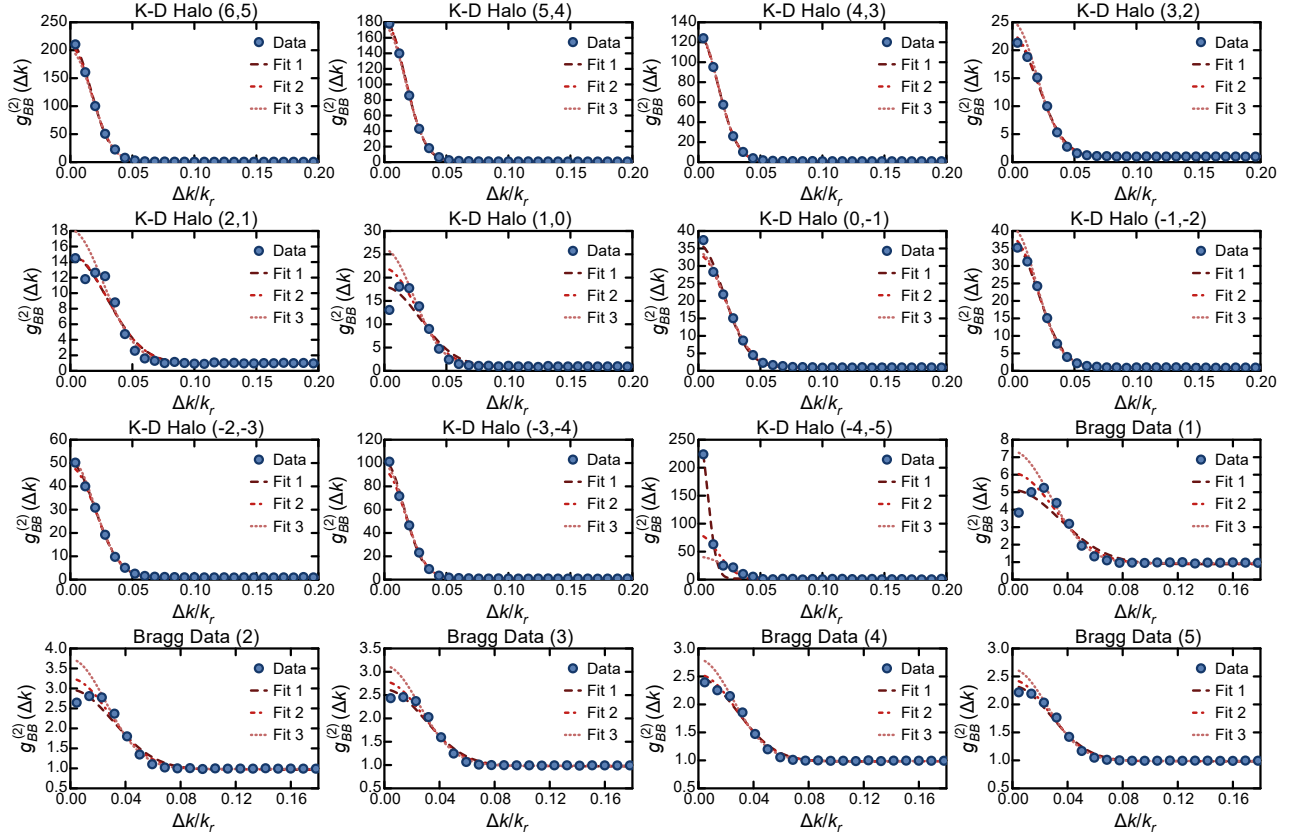 K-D Halo (6,5)
g_BB^(2) (Δk)
250
200
150
100
50
0
Data
Fit 1
Fit 2
Fit 3
0.00 0.05 0.10 0.15 0.20
Δk/k_r
K-D Halo (5,4)
g_BB^(2) (Δk)
180
160
140
120
100
80
60
40
20
0
Data
Fit 1
Fit 2
Fit 3
0.00 0.05 0.10 0.15 0.20
Δk/k_r
K-D Halo (4,3)
g_BB^(2) (Δk)
140
120
100
80
60
40
20
0
Data
Fit 1
Fit 2
Fit 3
0.00 0.05 0.10 0.15 0.20
Δk/k_r
K-D Halo (3,2)
g_BB^(2) (Δk)
25
20
15
10
5
0
Data
Fit 1
Fit 2
Fit 3
0.00 0.05 0.10 0.15 0.20
Δk/k_r
K-D Halo (2,1)
g_BB^(2) (Δk)
18
16
14
12
10
8
6
4
2
0
Data
Fit 1
Fit 2
Fit 3
0.00 0.05 0.10 0.15 0.20
Δk/k_r
K-D Halo (1,0)
g_BB^(2) (Δk)
30
25
20
15
10
5
0
Data
Fit 1
Fit 2
Fit 3
0.00 0.05 0.10 0.15 0.20
Δk/k_r
K-D Halo (0,-1)
g_BB^(2) (Δk)
40
35
30
25
20
15
10
5
0
Data
Fit 1
Fit 2
Fit 3
0.00 0.05 0.10 0.15 0.20
Δk/k_r
K-D Halo (-1,-2)
g_BB^(2) (Δk)
40
35
30
25
20
15
10
5
0
Data
Fit 1
Fit 2
Fit 3
0.00 0.05 0.10 0.15 0.20
Δk/k_r
K-D Halo (-2,-3)
g_BB^(2) (Δk)
60
50
40
30
20
10
0
Data
Fit 1
Fit 2
Fit 3
0.00 0.05 0.10 0.15 0.20
Δk/k_r
K-D Halo (-3,-4)
g_BB^(2) (Δk)
120
100
80
60
40
20
0
Data
Fit 1
Fit 2
Fit 3
0.00 0.05 0.10 0.15 0.20
Δk/k_r
K-D Halo (-4,-5)
g_BB^(2) (Δk)
250
200
150
100
50
0
Data
Fit 1
Fit 2
Fit 3
0.00 0.05 0.10 0.15 0.20
Δk/k_r
Bragg Data (1)
g_BB^(2) (Δk)
8
7
6
5
4
3
2
1
0
Data
Fit 1
Fit 2
Fit 3
0.00 0.04 0.08 0.12 0.16
Δk/k_r
Bragg Data (2)
g_BB^(2) (Δk)
4.0
3.5
3.0
2.5
2.0
1.5
1.0
0.5
Data
Fit 1
Fit 2
Fit 3
0.00 0.04 0.08 0.12 0.16
Δk/k_r
Bragg Data (3)
g_BB^(2) (Δk)
3.5
3.0
2.5
2.0
1.5
1.0
0.5
Data
Fit 1
Fit 2
Fit 3
0.00 0.04 0.08 0.12 0.16
Δk/k_r
Bragg Data (4)
g_BB^(2) (Δk)
3.0
2.5
2.0
1.5
1.0
0.5
Data
Fit 1
Fit 2
Fit 3
0.00 0.04 0.08 0.12 0.16
Δk/k_r
Bragg Data (5)
g_BB^(2) (Δk)
3.0
2.5
2.0
1.5
1.0
0.5
Data
Fit 1
Fit 2
Fit 3
0.00 0.04 0.08 0.12 0.16
Δk/k_r